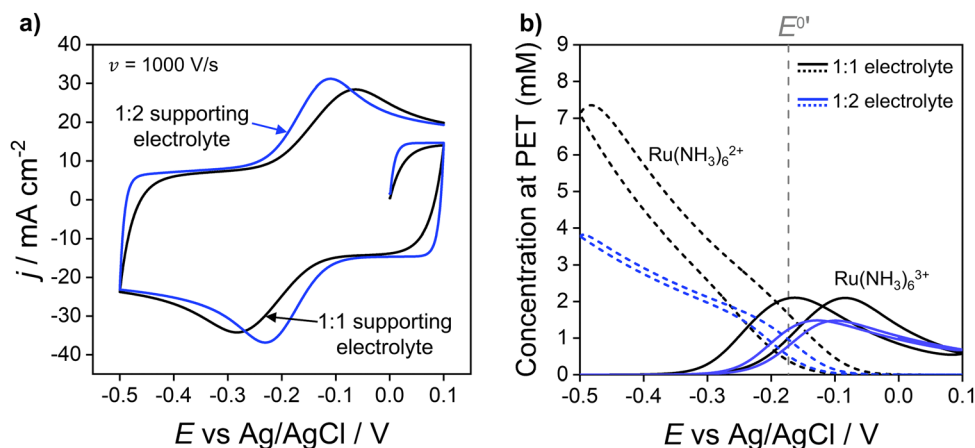 a)
𝜈 = 1000 V/s
1:2 supporting
electrolyte
1:1 supporting
electrolyte
40
30
20
10
0
-10
-20
-30
-40
j / mA cm⁻²
-0.5
-0.4
-0.3
-0.2
-0.1
0.0
0.1
E vs Ag/AgCl / V
b)
E⁰'
1:1 electrolyte
1:2 electrolyte
Ru(NH₃)₆²⁺
Ru(NH₃)₆³⁺
9
8
7
6
5
4
3
2
1
0
Concentration at PET (mM)
-0.5
-0.4
-0.3
-0.2
-0.1
0.0
0.1
E vs Ag/AgCl / V